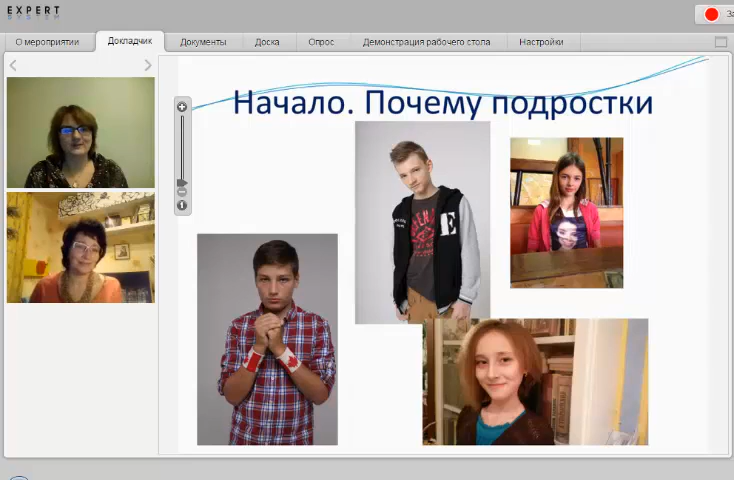 EXPERT
SYSTEM
О мероприятии
Докладчик
Документы
Доска
Опрос
Демонстрация рабочего стола
Настройки
Начало. Почему подростки
E